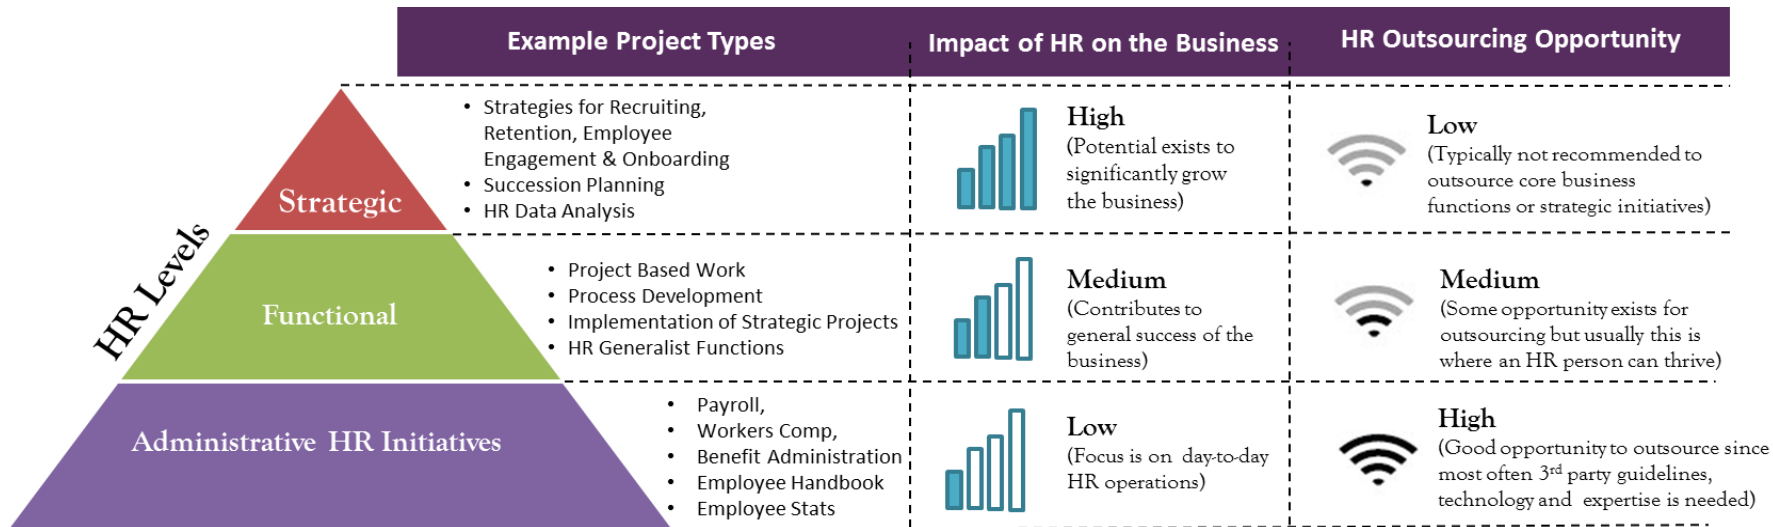 Example Project Types
Impact of HR on the Business
HR Outsourcing Opportunity
HR Levels
Strategic
• Strategies for Recruiting,
Retention, Employee
Engagement & Onboarding
• Succession Planning
• HR Data Analysis
High
(Potential exists to
significantly grow
the business)
Low
(Typically not recommended to
outsource core business
functions or strategic initiatives)
Functional
• Project Based Work
• Process Development
• Implementation of Strategic Projects
• HR Generalist Functions
Medium
(Contributes to
general success of the
business)
Medium
(Some opportunity exists for
outsourcing but usually this is
where an HR person can thrive)
Administrative HR Initiatives
• Payroll,
• Workers Comp,
• Benefit Administration
• Employee Handbook
• Employee Stats
Low
(Focus is on day-to-day
HR operations)
High
(Good opportunity to outsource since
most often 3rd party guidelines,
technology and expertise is needed)